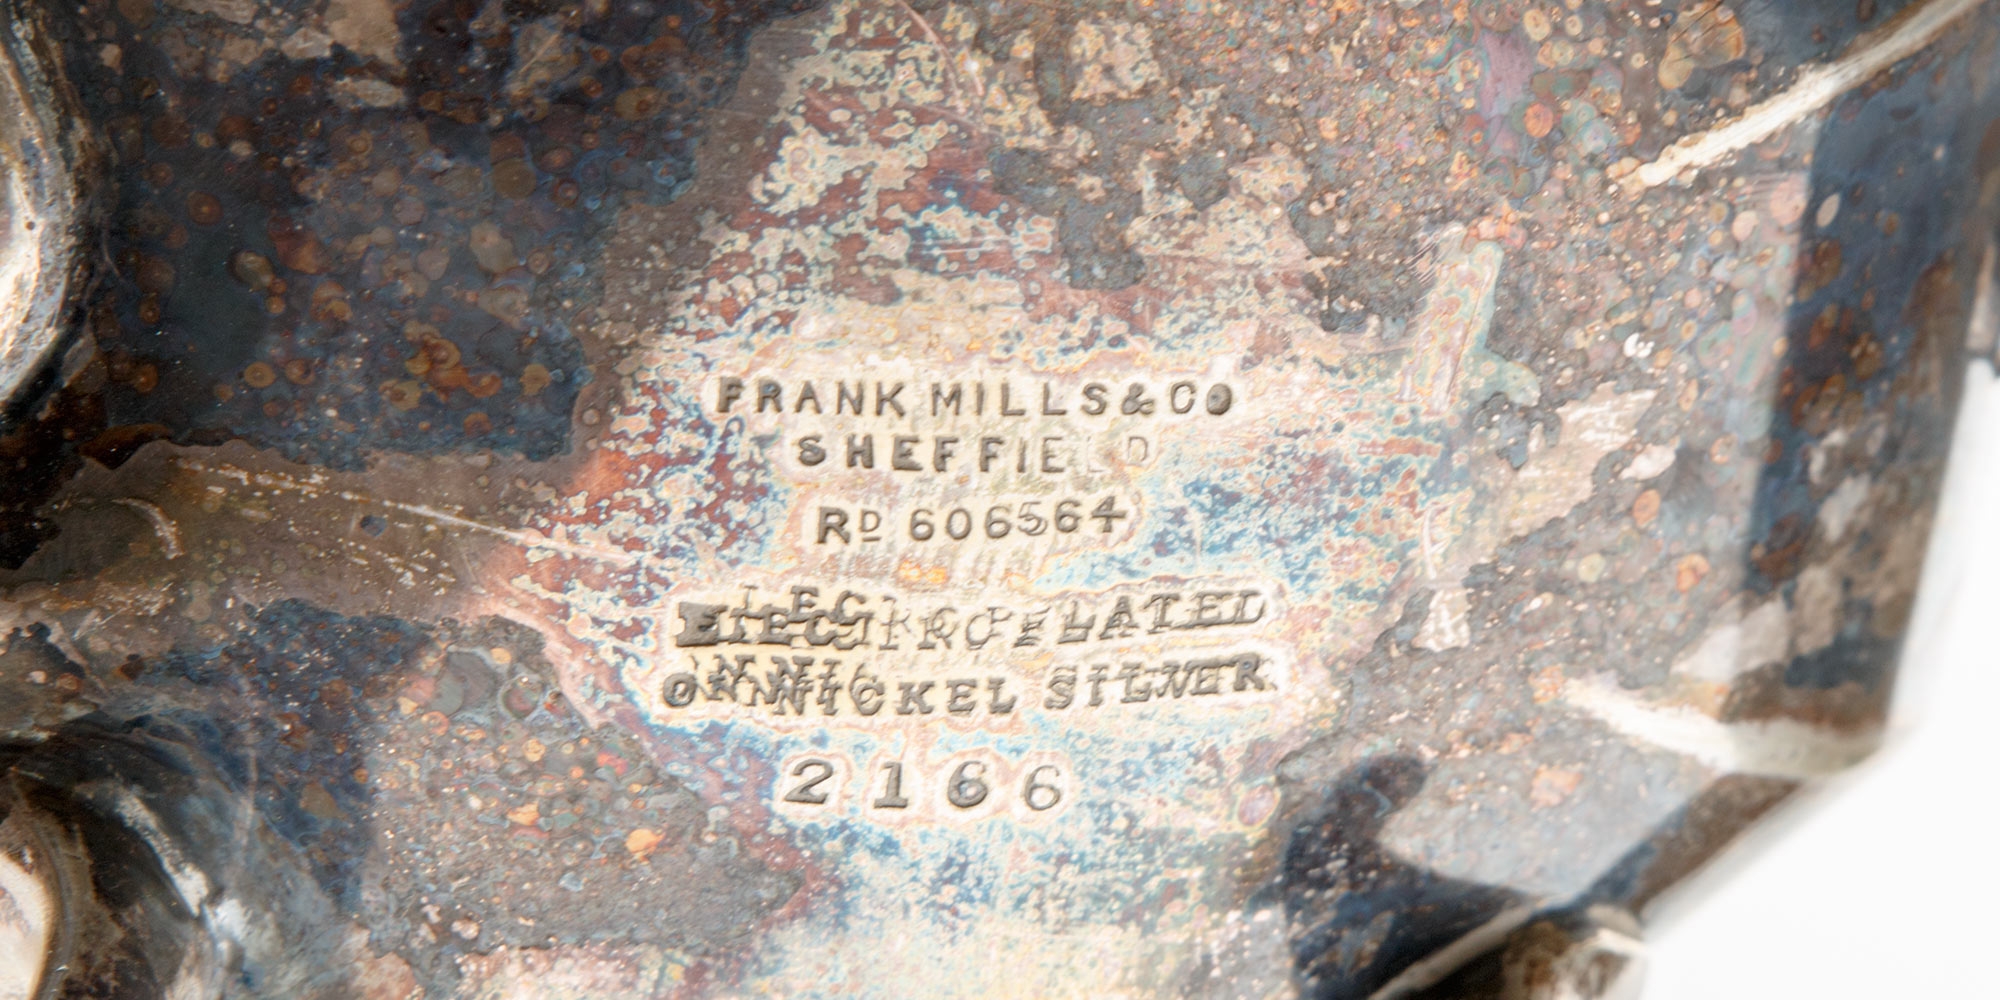 FRANK MILLS & CO
SHEFFIELD
RD 606564
ELECTROPLATED
ON NICKEL SILVER
2166